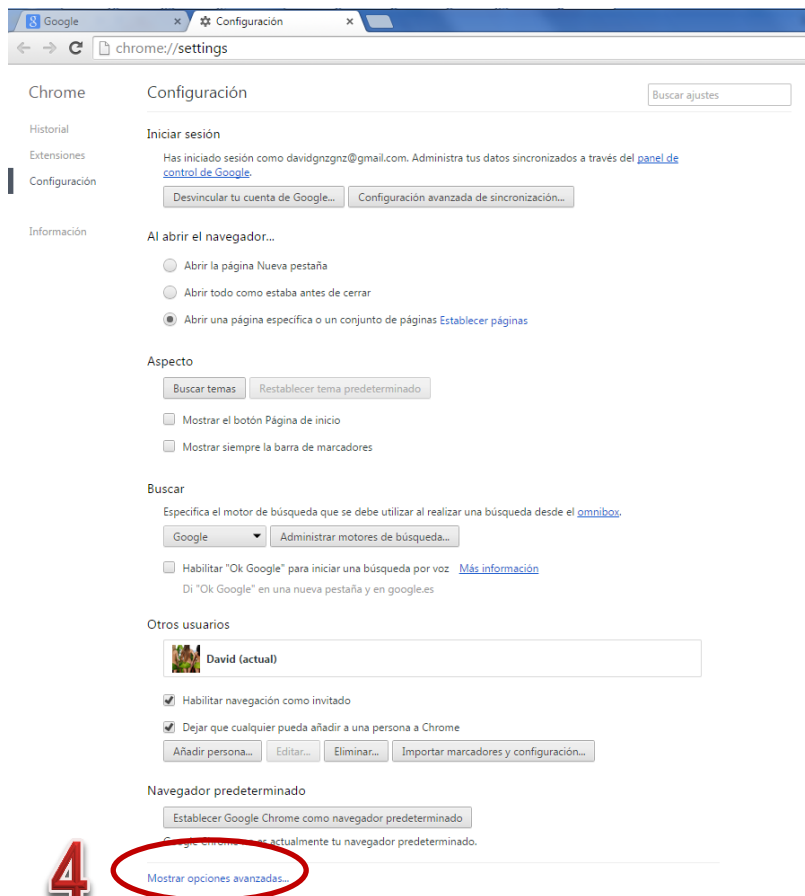 Google
Configuración
chrome://settings
Chrome
Configuración
Buscar ajustes
Historial
Extensiones
Configuración
Información
Iniciar sesión
Has iniciado sesión como davidgnzgnz@gmail.com. Administra tus datos sincronizados a través del panel de
control de Google.
Desvincular tu cuenta de Google... Configuración avanzada de sincronización...
Al abrir el navegador...
Abrir la página Nueva pestaña
Abrir todo como estaba antes de cerrar
Abrir una página específica o un conjunto de páginas Establecer páginas
Aspecto
Buscar temas Restablecer tema predeterminado
Mostrar el botón Página de inicio
Mostrar siempre la barra de marcadores
Buscar
Especifica el motor de búsqueda que se debe utilizar al realizar una búsqueda desde el omnibox.
Google Administrar motores de búsqueda...
Habilitar "Ok Google" para iniciar una búsqueda por voz Más información
Di "Ok Google" en una nueva pestaña y en google.es
Otros usuarios
David (actual)
Habilitar navegación como invitado
Dejar que cualquier pueda añadir a una persona a Chrome
Añadir persona... Editar... Eliminar... Importar marcadores y configuración...
Navegador predeterminado
Establecer Google Chrome como navegador predeterminado
Google Chrome es actualmente tu navegador predeterminado.
4
Mostrar opciones avanzadas...